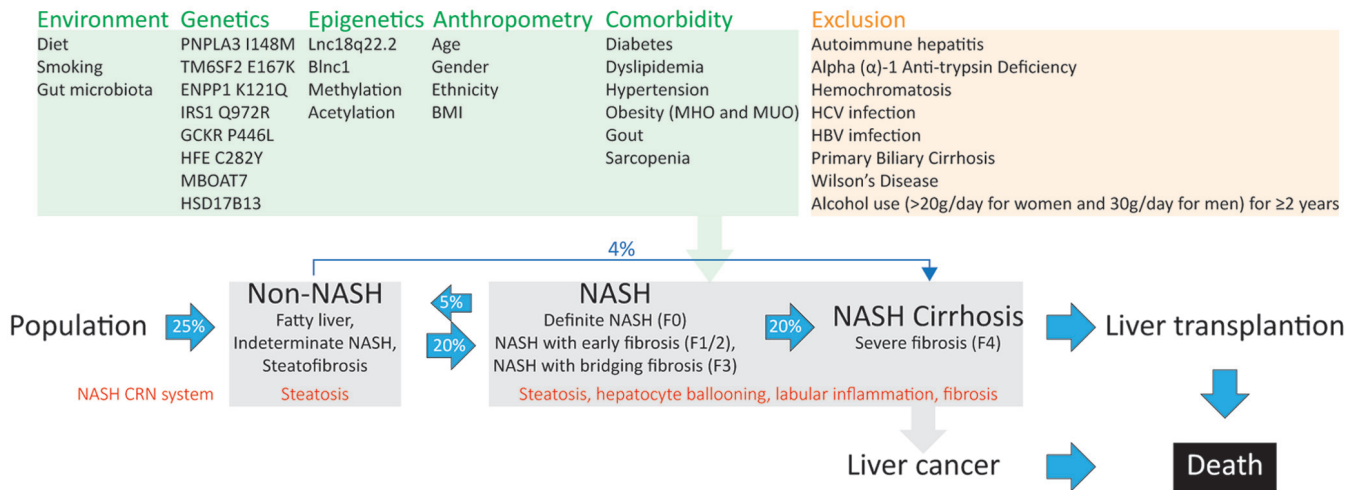 Environment
Diet
Smoking
Gut microbiota
Genetics
PNPLA3 I148M
TM6SF2 E167K
ENPP1 K121Q
IRS1 Q972R
GCKR P446L
HFE C282Y
MBOAT7
HSD17B13
Epigenetics
Lnc18q22.2
Blnc1
Methylation
Acetylation
Anthropometry
Age
Gender
Ethnicity
BMI
Comorbidity
Diabetes
Dyslipidemia
Hypertension
Obesity (MHO and MUO)
Gout
Sarcopenia
Exclusion
Autoimmune hepatitis
Alpha (α)-1 Anti-trypsin Deficiency
Hemochromatosis
HCV infection
HBV imfection
Primary Biliary Cirrhosis
Wilson's Disease
Alcohol use (>20g/day for women and 30g/day for men) for ≥2 years
4%
Population
25%
Non-NASH
Fatty liver,
Indeterminate NASH,
Steatofibrosis
5%
20%
NASH
Definite NASH (F0)
NASH with early fibrosis (F1/2),
NASH with bridging fibrosis (F3)
20%
NASH Cirrhosis
Severe fibrosis (F4)
Liver transplantion
NASH CRN system
Steatosis
Steatosis, hepatocyte ballooning, labular inflammation, fibrosis
Liver cancer
Death